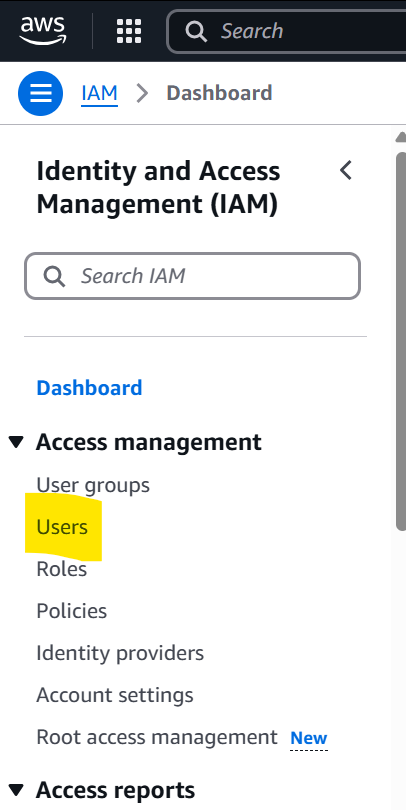 aws
Search
IAM > Dashboard
Identity and Access
Management (IAM)
Search IAM
Dashboard
Access management
User groups
Users
Roles
Policies
Identity providers
Account settings
Root access management New
Access reports